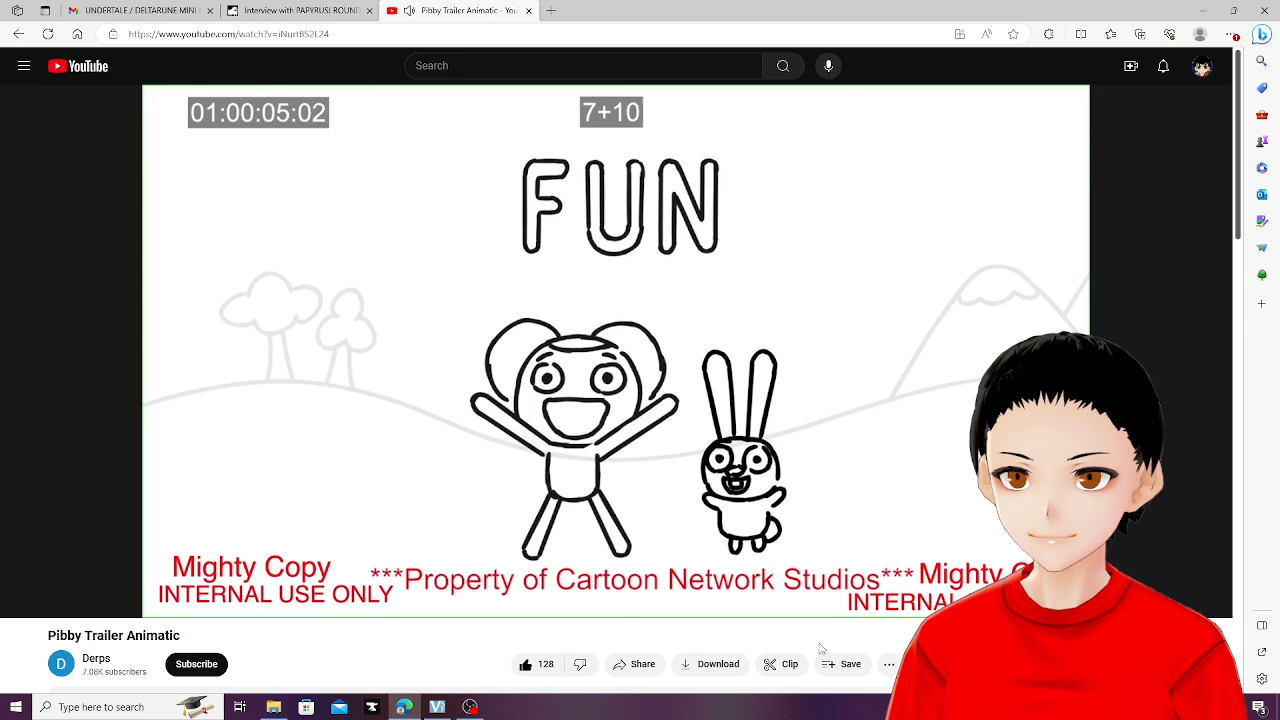 UNDERTALE / DELTARUNE MINI
Interview with PAPYRUS! ROUND
Pibby Trailer Animatic - You
https://www.youtube.com/watch?v=iNurtBS2L24
YouTube
Search
01:00:05:02
7+10
FUN
Mighty Copy
INTERNAL USE ONLY
***Property of Cartoon Network Studios***
Mighty C
INTERNAL
Pibby Trailer Animatic
D
Derps
7.08K subscribers
Subscribe
128
Share
Download
Clip
Save
Type here to search